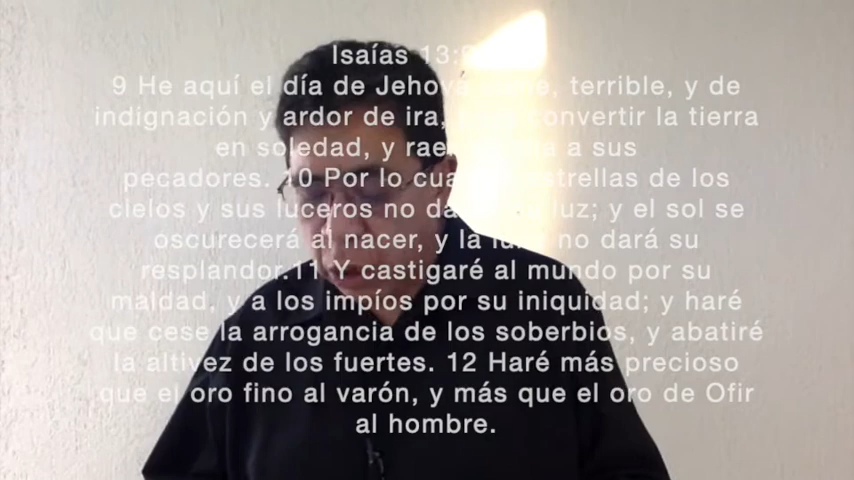 Isaías 13:
9 He aquí el día de Jehová terrible, y de
indignación y ardor de ira, convertir la tierra
en soledad, y raer a sus
pecadores. 10 Por lo cual estrellas de los
cielos y sus luceros no luz; y el sol se
oscurecerá al nacer, y la luna no dará su
resplandor.11 Y castigaré al mundo por su
maldad, y a los impíos por su iniquidad; y haré
que cese la arrogancia de los soberbios, y abatiré
la altivez de los fuertes. 12 Haré más precioso
que el oro fino al varón, y más que el oro de Ofir
al hombre.